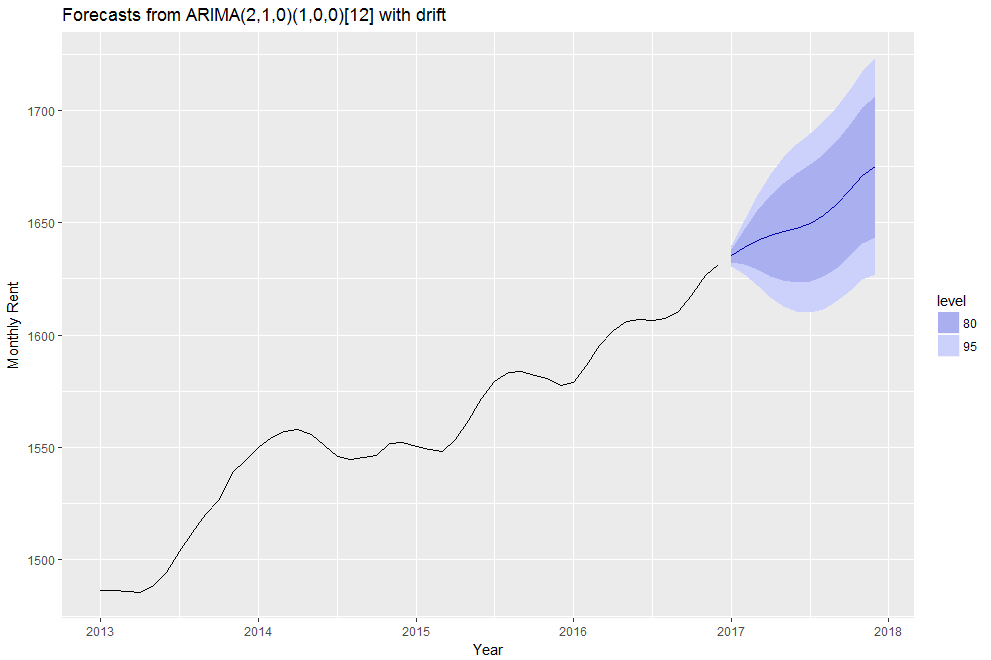 Forecasts from ARIMA(2,1,0)(1,0,0)[12] with drift
1700
1650
1600
1550
1500
Monthly Rent
2013 2014 2015 2016 2017 2018
Year
level
80
95